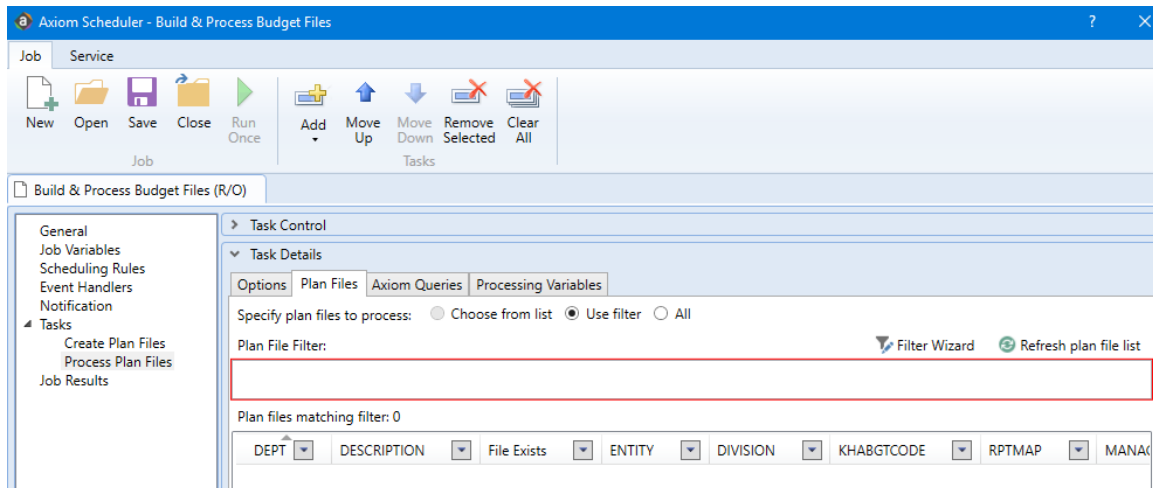 Axiom Scheduler - Build & Process Budget Files ?
Job Service
New Open Save Close Run Once Add Move Up Move Down Remove Selected Clear All
Job Tasks
Build & Process Budget Files (R/O)
General
Job Variables
Scheduling Rules
Event Handlers
Notification
Tasks
Create Plan Files
Process Plan Files
Job Results
Task Control
Task Details
Options Plan Files Axiom Queries Processing Variables
Specify plan files to process: Choose from list Use filter All
Plan File Filter: Filter Wizard Refresh plan file list
Plan files matching filter: 0
DEPT DESCRIPTION File Exists ENTITY DIVISION KHABGTCODE RPTMAP